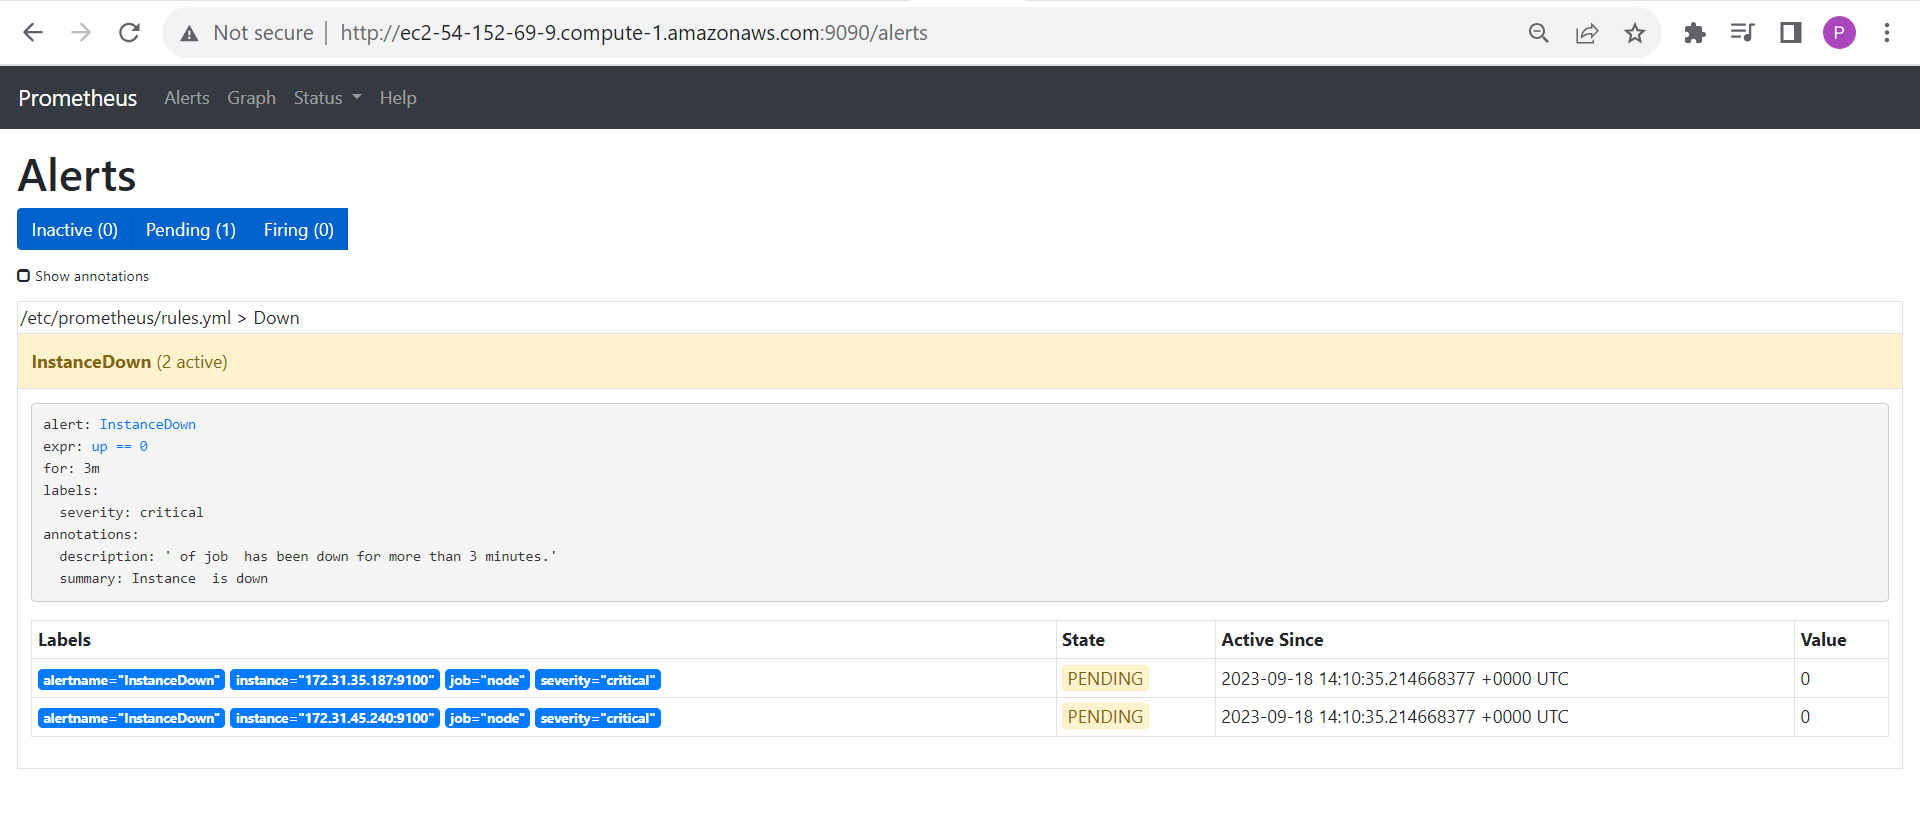 Not secure | http://ec2-54-152-69-9.compute-1.amazonaws.com:9090/alerts
P
Prometheus Alerts Graph Status Help
Alerts
Inactive (0) Pending (1) Firing (0)
Show annotations
/etc/prometheus/rules.yml > Down
InstanceDown (2 active)
alert: InstanceDown
expr: up == 0
for: 3m
labels:
  severity: critical
annotations:
  description: ' of job  has been down for more than 3 minutes.'
  summary: Instance  is down
Labels State Active Since Value
alertname="InstanceDown" instance="172.31.35.187:9100" job="node" severity="critical" PENDING 2023-09-18 14:10:35.214668377 +0000 UTC 0
alertname="InstanceDown" instance="172.31.45.240:9100" job="node" severity="critical" PENDING 2023-09-18 14:10:35.214668377 +0000 UTC 0